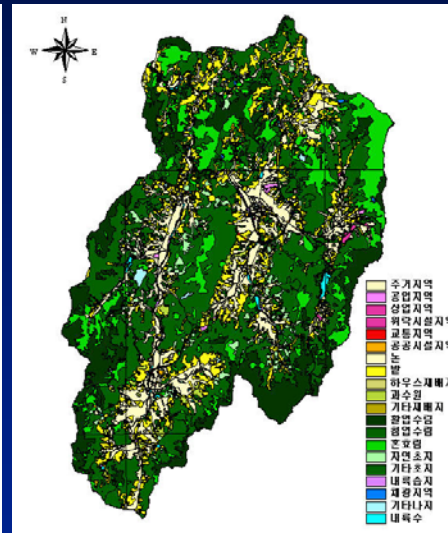 N
W E
S
주거지역
공업지역
상업지역
위락시설지역
교통지역
공공시설지역
논
밭
하우스재배지
과수원
기타재배지
활엽수림
침엽수림
혼효림
자연초지
기타초지
내륙습지
채광지역
기타나지
내륙수